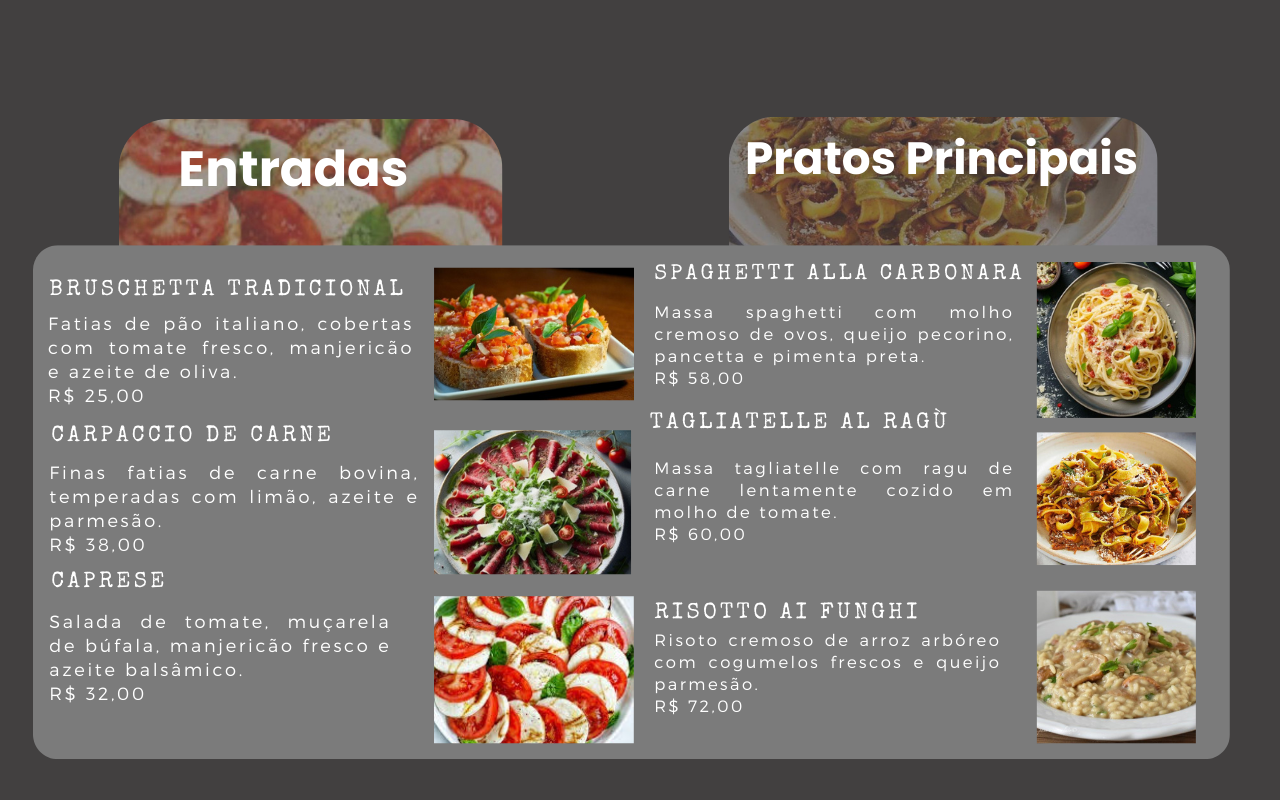 Entradas
BRUSCHETTA TRADICIONAL
Fatias de pão italiano, cobertas
com tomate fresco, manjericão
e azeite de oliva.
R$ 25,00
CARPACCIO DE CARNE
Finas fatias de carne bovina,
temperadas com limão, azeite e
parmesão.
R$ 38,00
CAPRESE
Salada de tomate, muçarela
de búfala, manjericão fresco e
azeite balsâmico.
R$ 32,00
Pratos Principais
SPAGHETTI ALLA CARBONARA
Massa spaghetti com molho
cremoso de ovos, queijo pecorino,
pancetta e pimenta preta.
R$ 58,00
TAGLIATELLE AL RAGÙ
Massa tagliatelle com ragu de
carne lentamente cozido em
molho de tomate.
R$ 60,00
RISOTTO AI FUNGHI
Risoto cremoso de arroz arbóreo
com cogumelos frescos e queijo
parmesão.
R$ 72,00